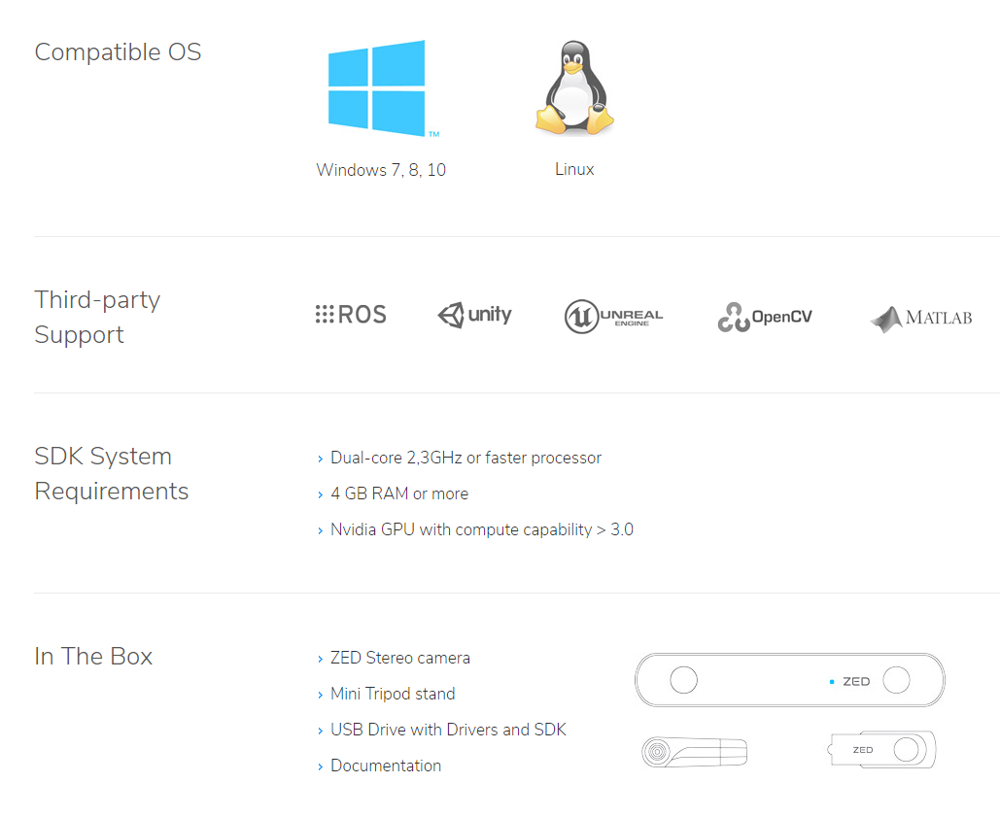 Compatible OS
TM
Windows 7, 8, 10
Linux
Third-party
Support
ROS
unity
UNREAL
ENGINE
OpenCV
MATLAB
SDK System
Requirements
Dual-core 2,3GHz or faster processor
4 GB RAM or more
Nvidia GPU with compute capability > 3.0
In The Box
ZED Stereo camera
Mini Tripod stand
USB Drive with Drivers and SDK
Documentation
ZED
ZED